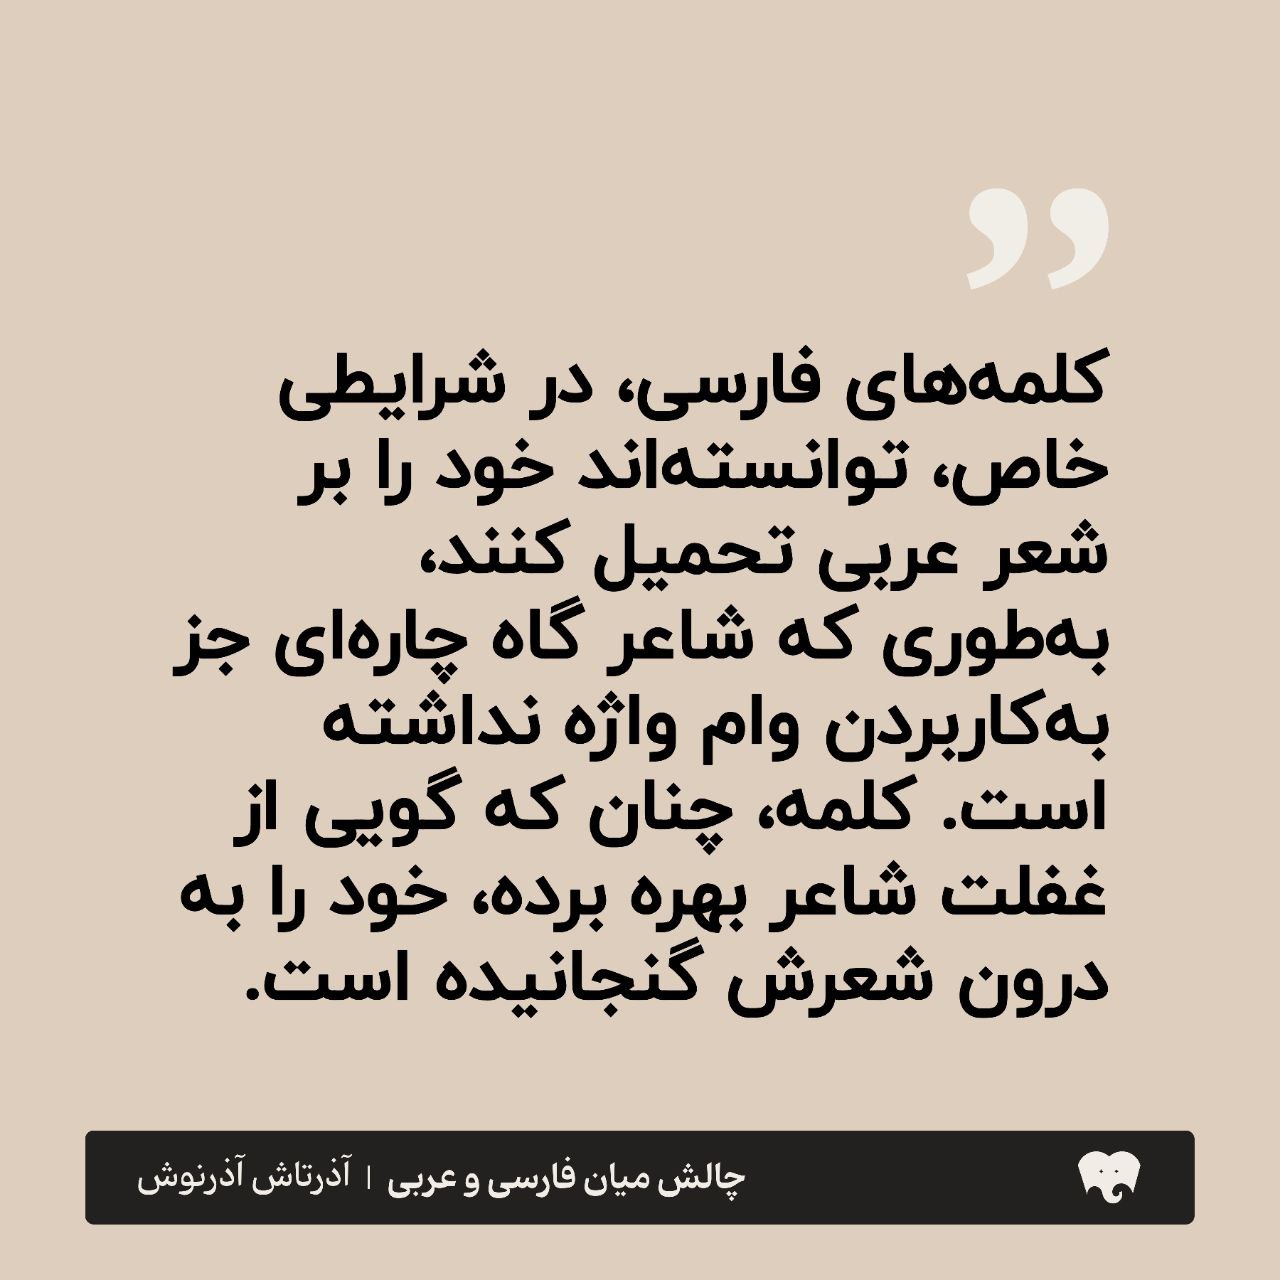 ”
کلمه‌های فارسی، در شرایطی
خاص، توانسته‌اند خود را بر
شعر عربی تحمیل کنند،
به‌طوری که شاعر گاه چاره‌ای جز
به‌کاربردن وام واژه نداشته
است. کلمه، چنان که گویی از
غفلت شاعر بهره برده، خود را به
درون شعرش گنجانیده است.
چالش میان فارسی و عربی | آذرتاش آذرنوش